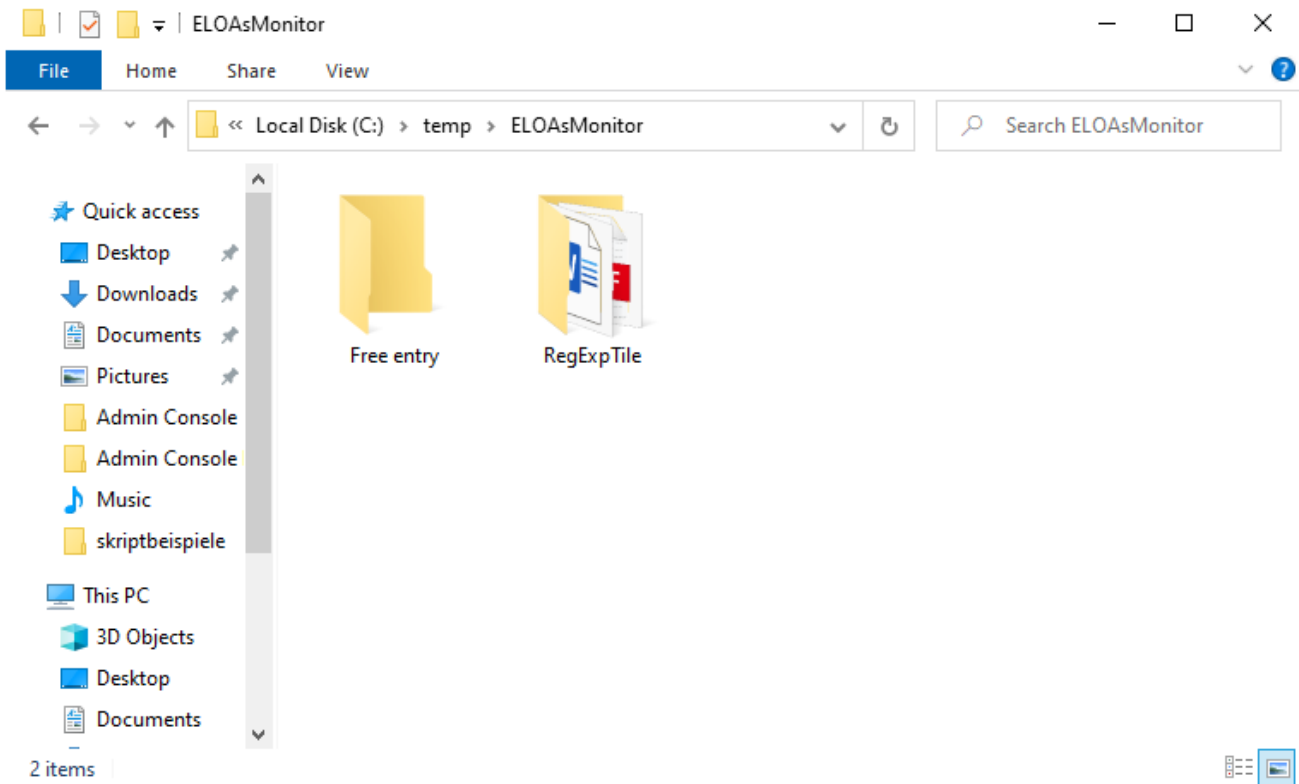 ELOAsMonitor
File Home Share View
« Local Disk (C:) > temp > ELOAsMonitor
Search ELOAsMonitor
Quick access
Desktop
Downloads
Documents
Pictures
Admin Console
Admin Console
Music
skriptbeispiele
This PC
3D Objects
Desktop
Documents
Free entry
RegExpTile
2 items